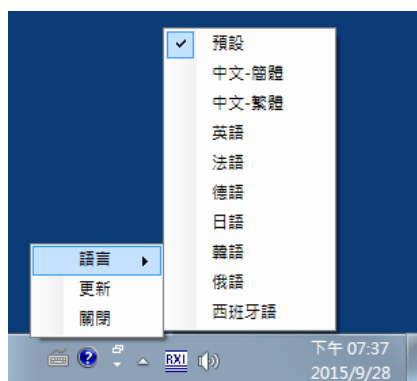 預設
中文-簡體
中文-繁體
英語
法語
德語
日語
韓語
俄語
西班牙語
語言
更新
關閉
RXI
下午 07:37
2015/9/28